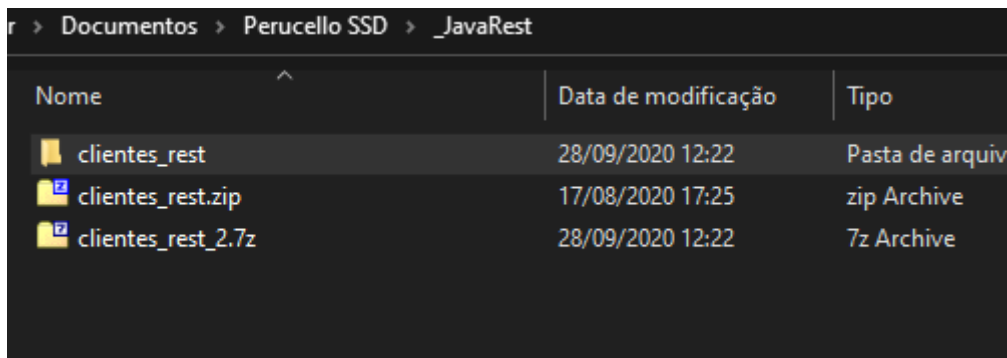 r > Documentos > Perucello SSD > _JavaRest
Nome Data de modificação Tipo
clientes_rest 28/09/2020 12:22 Pasta de arquiv
clientes_rest.zip 17/08/2020 17:25 zip Archive
clientes_rest_2.7z 28/09/2020 12:22 7z Archive